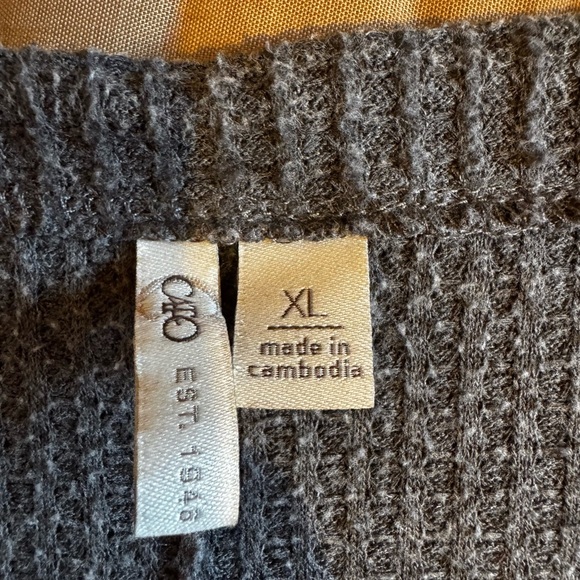 CATO
EST. 1946
XL
made in
cambodia